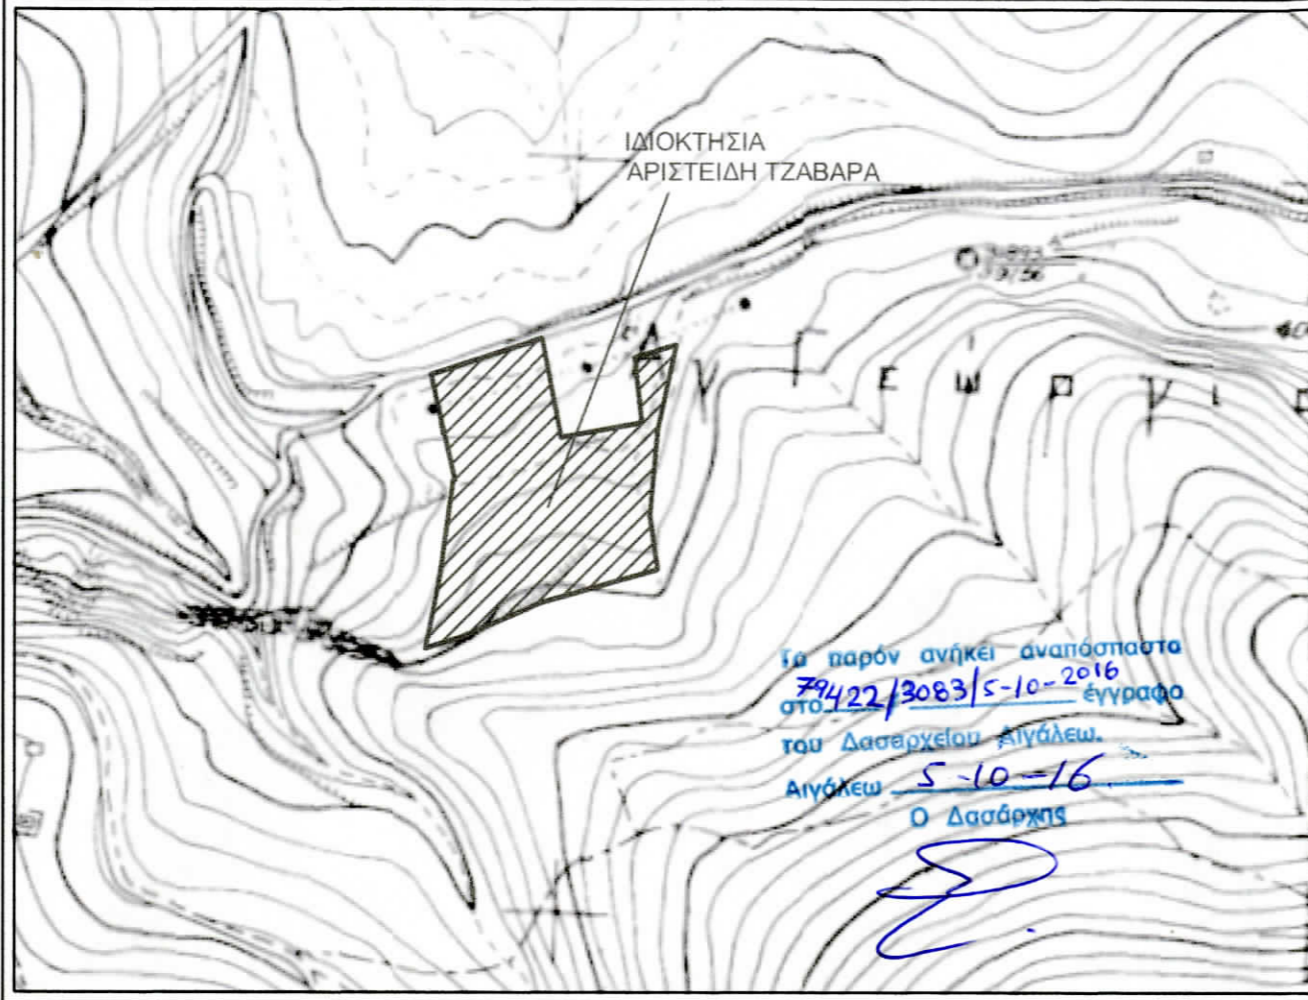 ΙΔΙΟΚΤΗΣΙΑ
ΑΡΙΣΤΕΙΔΗ ΤΖΑΒΑΡΑ
Το παρόν ανήκει αναπόσπαστα
στο 79422/3083/5-10-2016 έγγραφο
του Δασαρχείου Αιγάλεω.
Αιγάλεω 5-10-16
Ο Δασάρχης